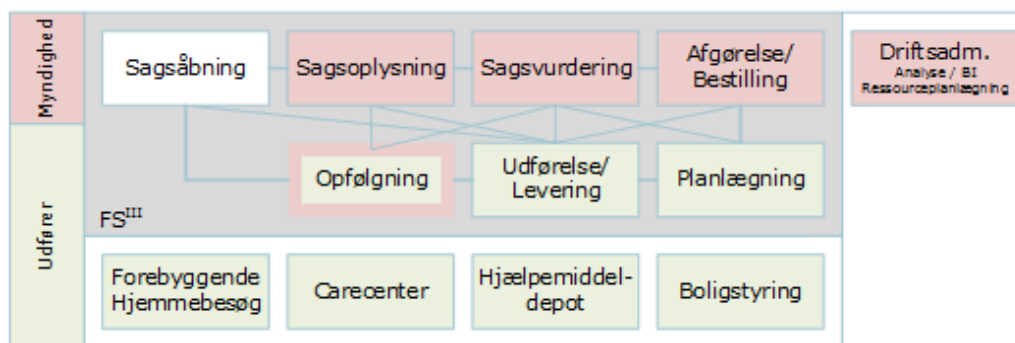 Myndighed
Sagsåbning
Sagsoplysning
Sagsvurdering
Afgørelse/
Bestilling
Driftsadm.
Analyse / BI
Ressourceplanlægning
Udfører
Opfølgning
Udførelse/
Levering
Planlægning
FSIII
Forebyggende
Hjemmebesøg
Carecenter
Hjælpemiddel-
depot
Boligstyring